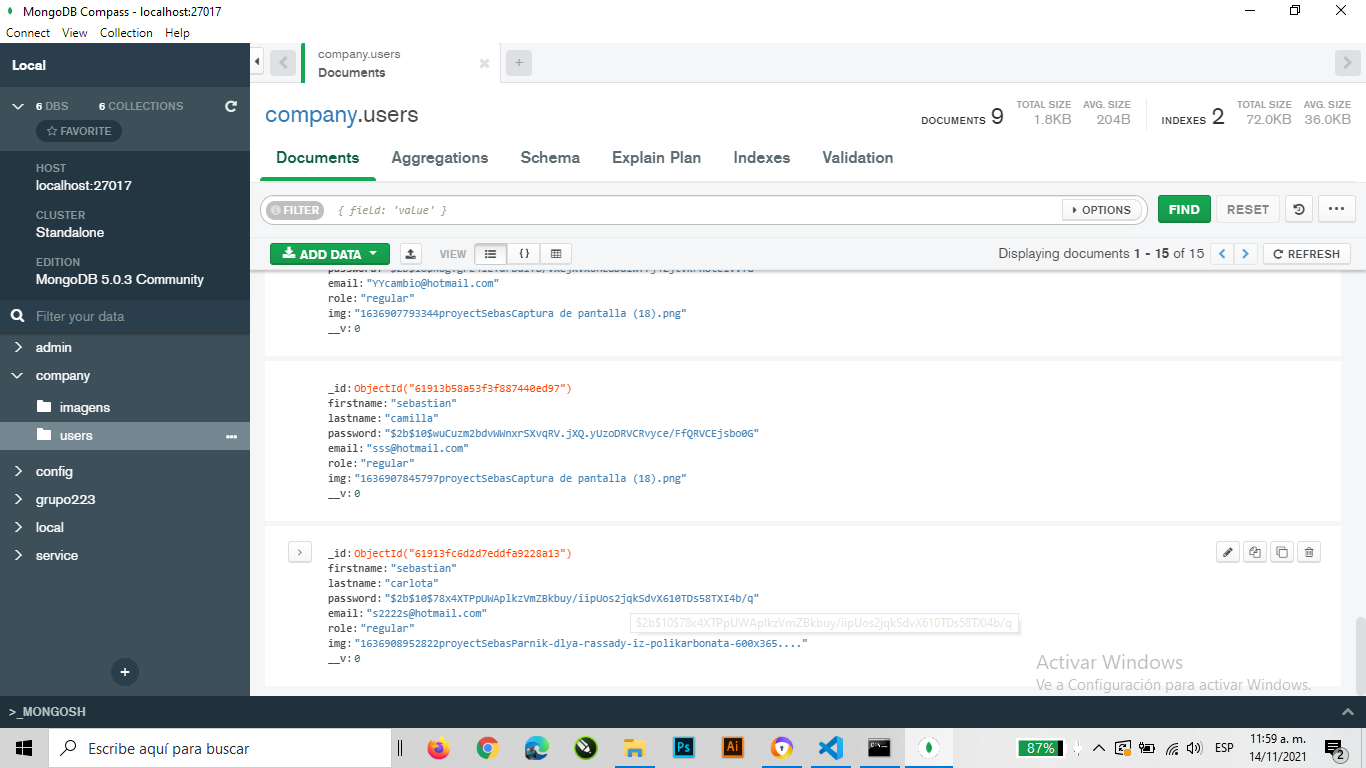 MongoDB Compass - localhost:27017
Connect View Collection Help
Local
company.users
Documents
6 DBS 6 COLLECTIONS
FAVORITE
company.users
DOCUMENTS 9 TOTAL SIZE 1.8KB AVG. SIZE 204B INDEXES 2 TOTAL SIZE 72.0KB AVG. SIZE 36.0KB
Documents Aggregations Schema Explain Plan Indexes Validation
HOST
localhost:27017
CLUSTER
Standalone
EDITION
MongoDB 5.0.3 Community
FILTER { field: 'value' } OPTIONS FIND RESET
ADD DATA VIEW { } Displaying documents 1 - 15 of 15 REFRESH
Filter your data
admin
company
imagens
users
config
grupo223
local
service
email: "YYcambio@hotmail.com"
role: "regular"
img: "1636907793344proyectSebasCaptura de pantalla (18).png"
__v: 0
_id: ObjectId("61913b58a53f3f887440ed97")
firstname: "sebastian"
lastname: "camilla"
password: "$2b$10$wuCuzm2bdvWWnxrSXvqRV.jXQ.yUzoDRVCRvyce/FfQRVCEjsbo0G"
email: "sss@hotmail.com"
role: "regular"
img: "1636907845797proyectSebasCaptura de pantalla (18).png"
__v: 0
_id: ObjectId("61913fc6d2d7eddfa9228a13")
firstname: "sebastian"
lastname: "carlota"
password: "$2b$10$78x4XTPpUWAplkzVmZBkbuy/iipUos2jqkSdvX610TDs58TXI4b/q"
email: "s2222s@hotmail.com"
$2b$10$78x4XTPpUWAplkzVmZBkbuy/iipUos2jqkSdvX610TDs58TXI4b/q
role: "regular"
img: "1636908952822proyectSebasParnik-dlya-rassady-iz-polikarbonata-600x365...."
__v: 0
Activar Windows
Ve a Configuración para activar Windows.
>_MONGOSH
Escribe aquí para buscar
Ps
Ai
87%
ESP
11:59 a. m.
14/11/2021
2